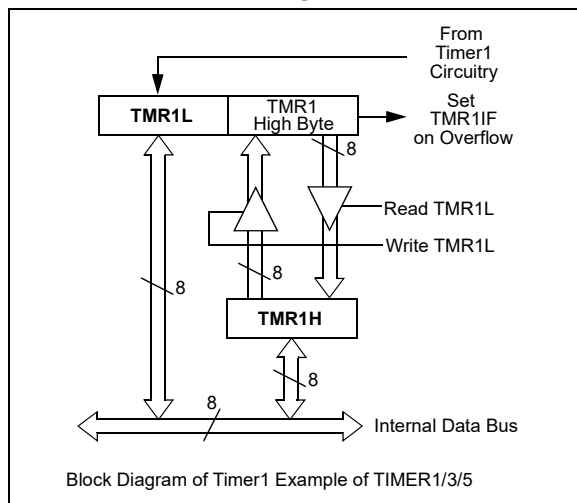 From
Timer1
Circuitry
TMR1L
TMR1
High Byte
Set
TMR1IF
on Overflow
8
Read TMR1L
Write TMR1L
8
8
TMR1H
8
8
Internal Data Bus
Block Diagram of Timer1 Example of TIMER1/3/5